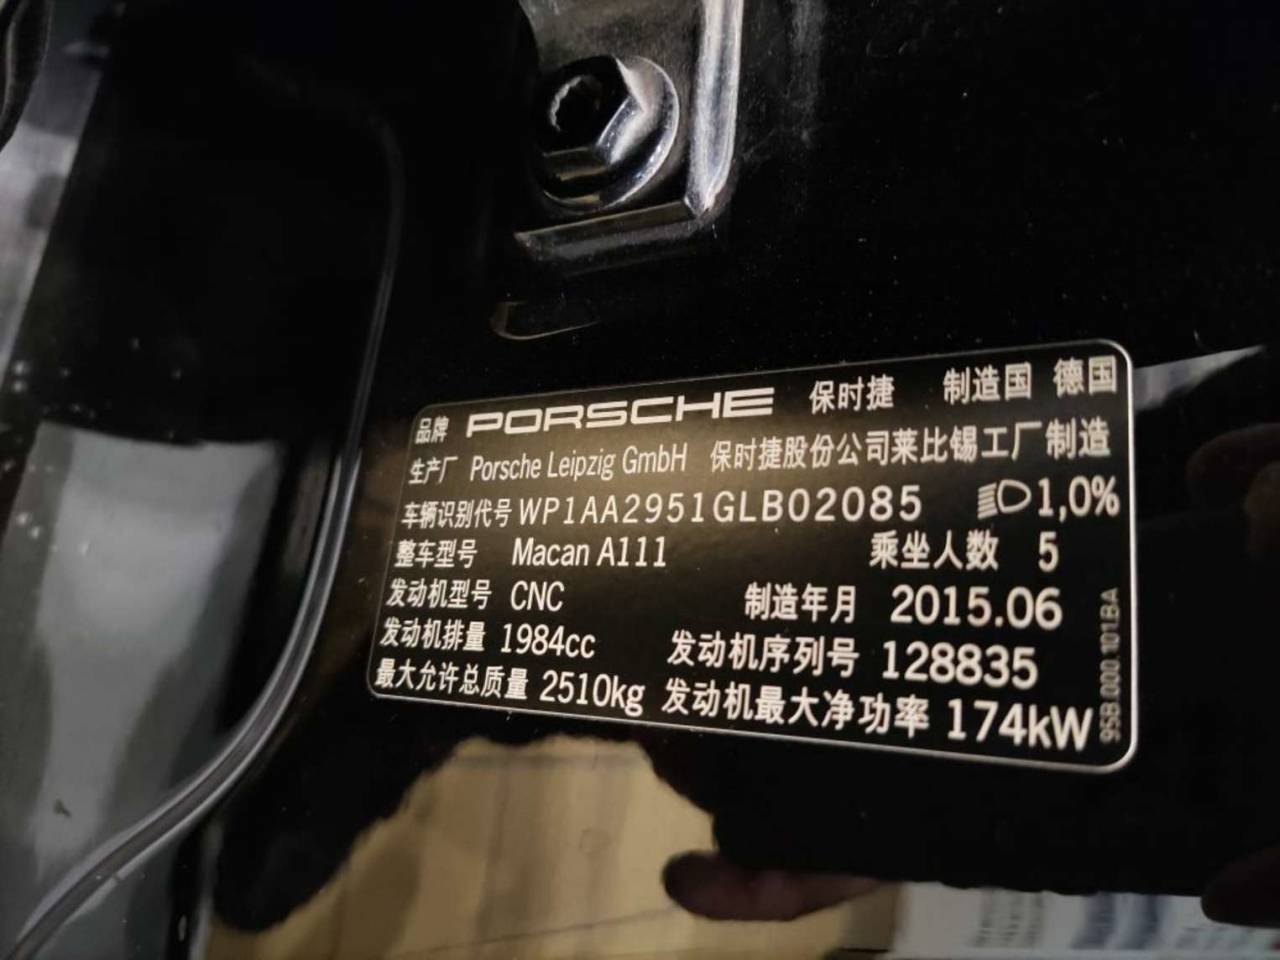 品牌 PORSCHE 保时捷 制造国 德国
生产厂 Porsche Leipzig GmbH 保时捷股份公司莱比锡工厂制造
车辆识别代号 WP1AA2951GLB02085 1,0%
整车型号 Macan A111 乘坐人数 5
发动机型号 CNC 制造年月 2015.06
发动机排量 1984cc 发动机序列号 128835
最大允许总质量 2510kg 发动机最大净功率 174kW
95B.000.101.BA